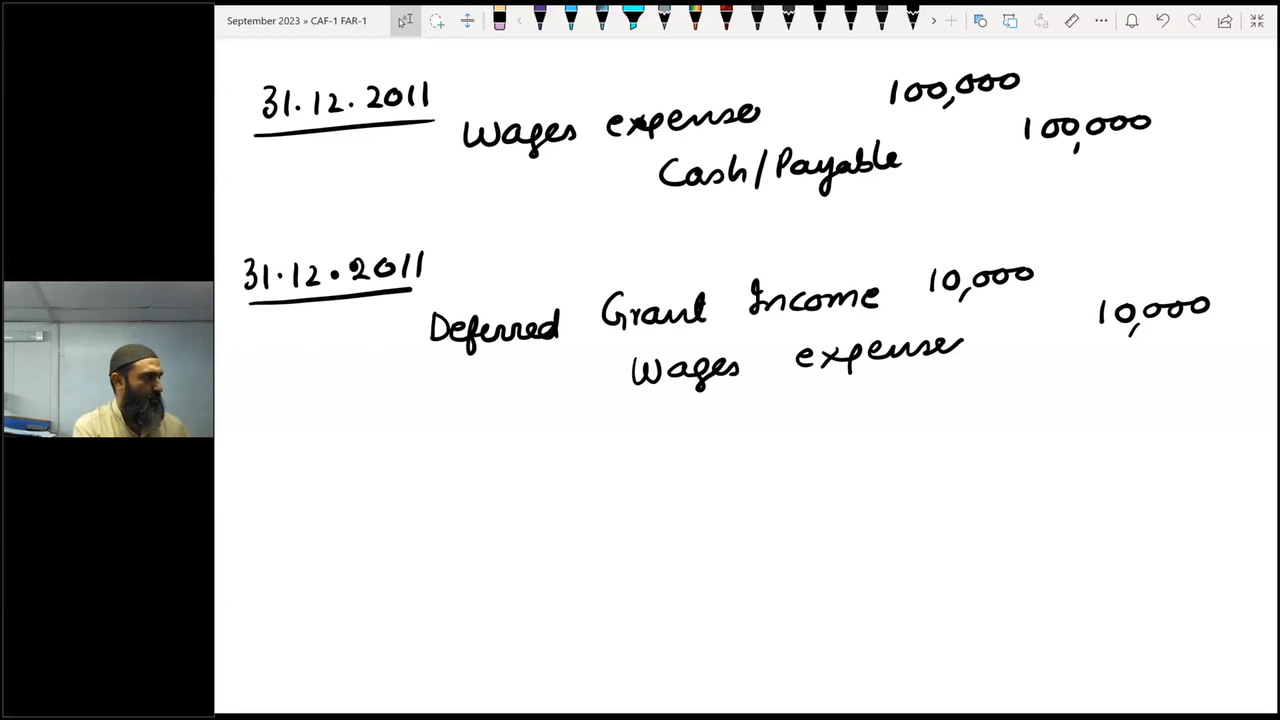 September 2023 » CAF-1 FAR-1
31.12.2011
Wages expense 100,000
Cash/Payable 100,000
31.12.2011
Deferred Grant Income 10,000
Wages expense 10,000